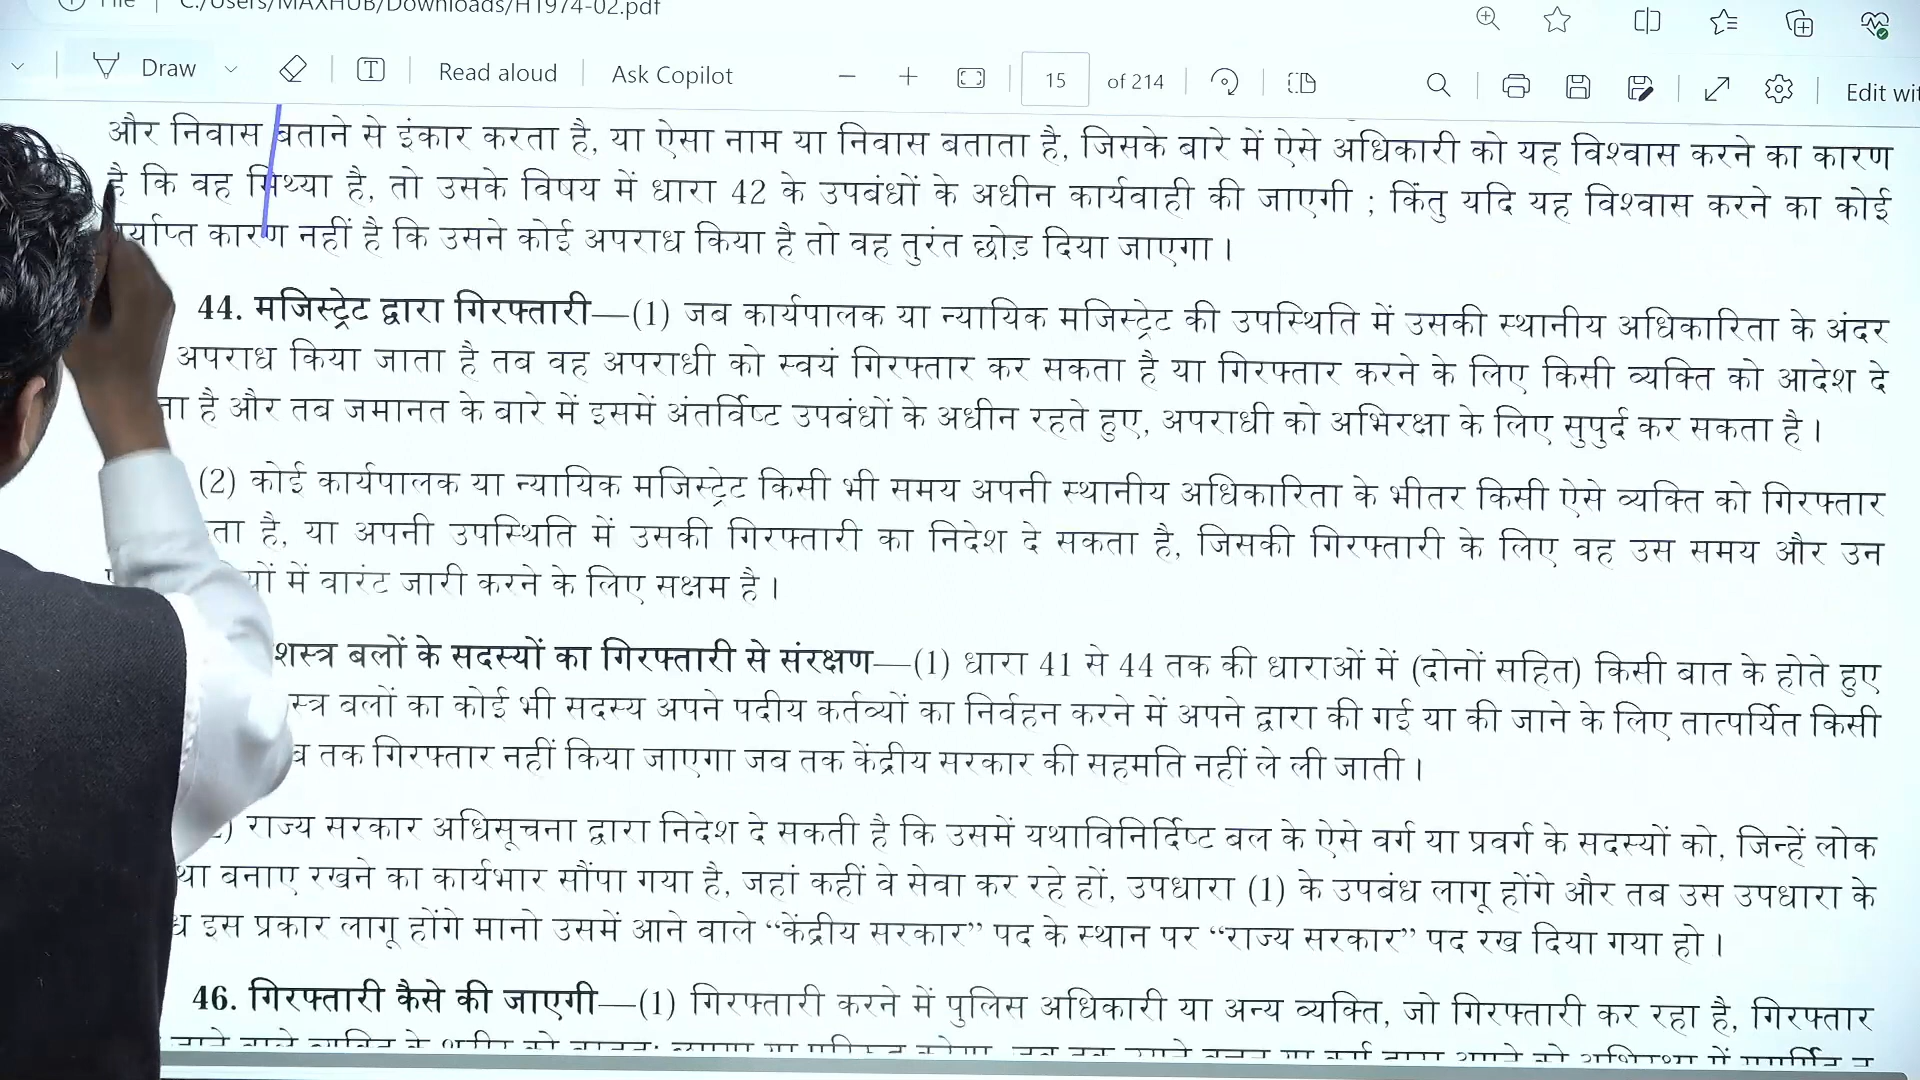 File C:/Users/MAXHUB/Downloads/H1974-02.pdf
Draw Read aloud Ask Copilot 15 of 214 Edit
और निवास बताने से इंकार करता है, या ऐसा नाम या निवास बताता है, जिसके बारे में ऐसे अधिकारी को यह विश्वास करने का कारण
है कि वह मिथ्या है, तो उसके विषय में धारा 42 के उपबंधों के अधीन कार्यवाही की जाएगी ; किंतु यदि यह विश्वास करने का कोई
पर्याप्त कारण नहीं है कि उसने कोई अपराध किया है तो वह तुरंत छोड़ दिया जाएगा ।
44. मजिस्ट्रेट द्वारा गिरफ्तारी—(1) जब कार्यपालक या न्यायिक मजिस्ट्रेट की उपस्थिति में उसकी स्थानीय अधिकारिता के अंदर
अपराध किया जाता है तब वह अपराधी को स्वयं गिरफ्तार कर सकता है या गिरफ्तार करने के लिए किसी व्यक्ति को आदेश दे
है और तब जमानत के बारे में इसमें अंतर्विष्ट उपबंधों के अधीन रहते हुए, अपराधी को अभिरक्षा के लिए सुपुर्द कर सकता है ।
(2) कोई कार्यपालक या न्यायिक मजिस्ट्रेट किसी भी समय अपनी स्थानीय अधिकारिता के भीतर किसी ऐसे व्यक्ति को गिरफ्तार
है, या अपनी उपस्थिति में उसकी गिरफ्तारी का निदेश दे सकता है, जिसकी गिरफ्तारी के लिए वह उस समय और उन
में वारंट जारी करने के लिए सक्षम है ।
बलों के सदस्यों का गिरफ्तारी से संरक्षण—(1) धारा 41 से 44 तक की धाराओं में (दोनों सहित) किसी बात के होते हुए
बलों का कोई भी सदस्य अपने पदीय कर्तव्यों का निर्वहन करने में अपने द्वारा की गई या की जाने के लिए तात्पर्यित किसी
तक गिरफ्तार नहीं किया जाएगा जब तक केंद्रीय सरकार की सहमति नहीं ले ली जाती ।
राज्य सरकार अधिसूचना द्वारा निदेश दे सकती है कि उसमें यथाविनिर्दिष्ट बल के ऐसे वर्ग या प्रवर्ग के सदस्यों को, जिन्हें लोक
बनाए रखने का कार्यभार सौंपा गया है, जहां कहीं वे सेवा कर रहे हों, उपधारा (1) के उपबंध लागू होंगे और तब उस उपधारा के
इस प्रकार लागू होंगे मानो उसमें आने वाले “केंद्रीय सरकार” पद के स्थान पर “राज्य सरकार” पद रख दिया गया हो ।
46. गिरफ्तारी कैसे की जाएगी—(1) गिरफ्तारी करने में पुलिस अधिकारी या अन्य व्यक्ति, जो गिरफ्तारी कर रहा है, गिरफ्तार